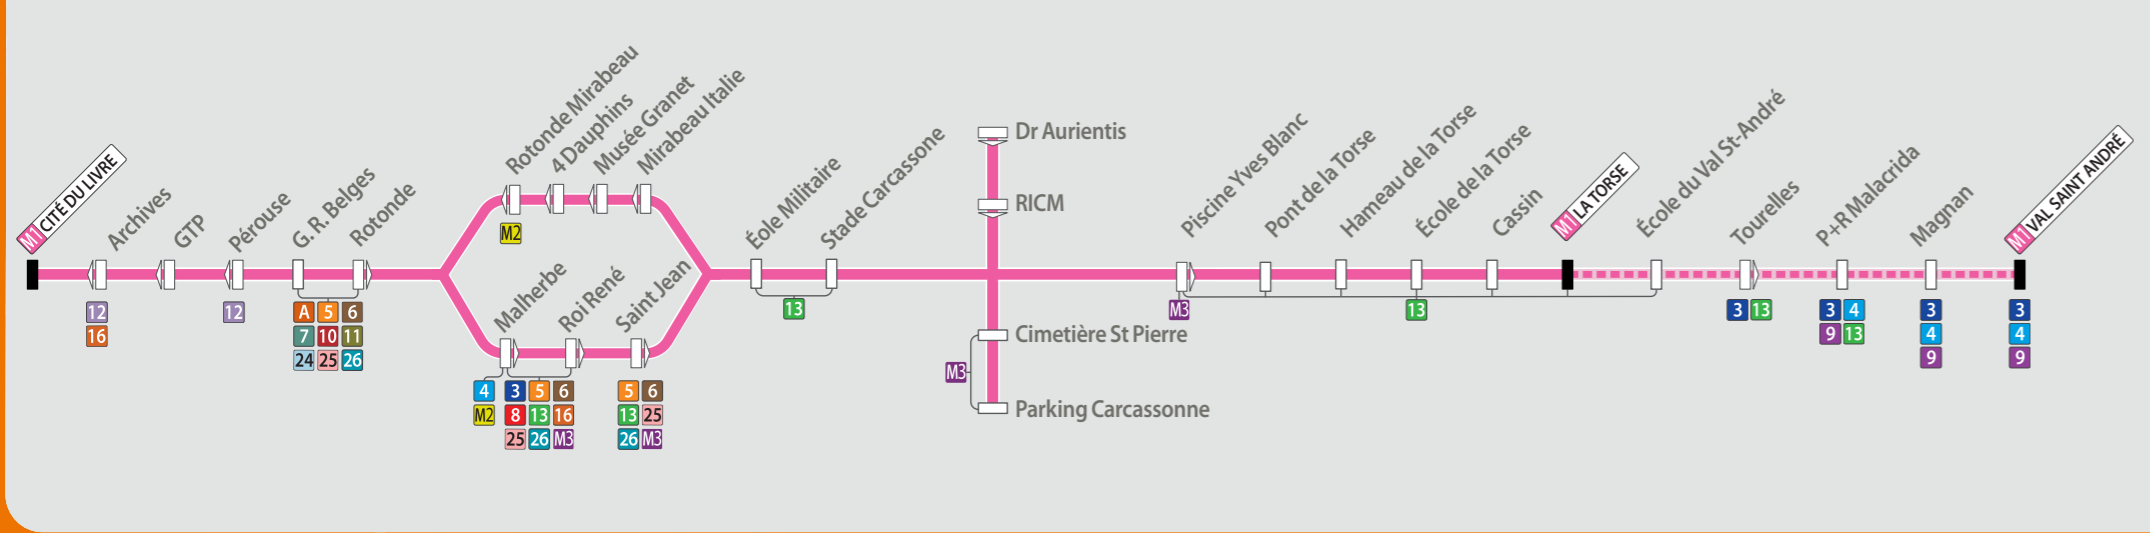 M1 CITÉ DU LIVRE
Archives
12
16
GTP
Pérouse
12
G. R. Belges
Rotonde
A 5 6
7 10 11
24 25 26
Rotonde Mirabeau
M2
4 Dauphins
Musée Granet
Mirabeau Italie
Malherbe
Roi René
Saint Jean
4
M2
3 5 6
8 13 16
25 26 M3
5 6
13 25
26 M3
Éole Militaire
Stade Carcassone
13
Dr Aurientis
RICM
Cimetière St Pierre
M3
Parking Carcassonne
Piscine Yves Blanc
M3
Pont de la Torse
Hameau de la Torse
École de la Torse
13
Cassin
M1 LA TORSE
École du Val St-André
Tourelles
3 13
P+R Malacrida
3 4
9 13
Magnan
3
4
9
M1 VAL SAINT ANDRÉ
3
4
9